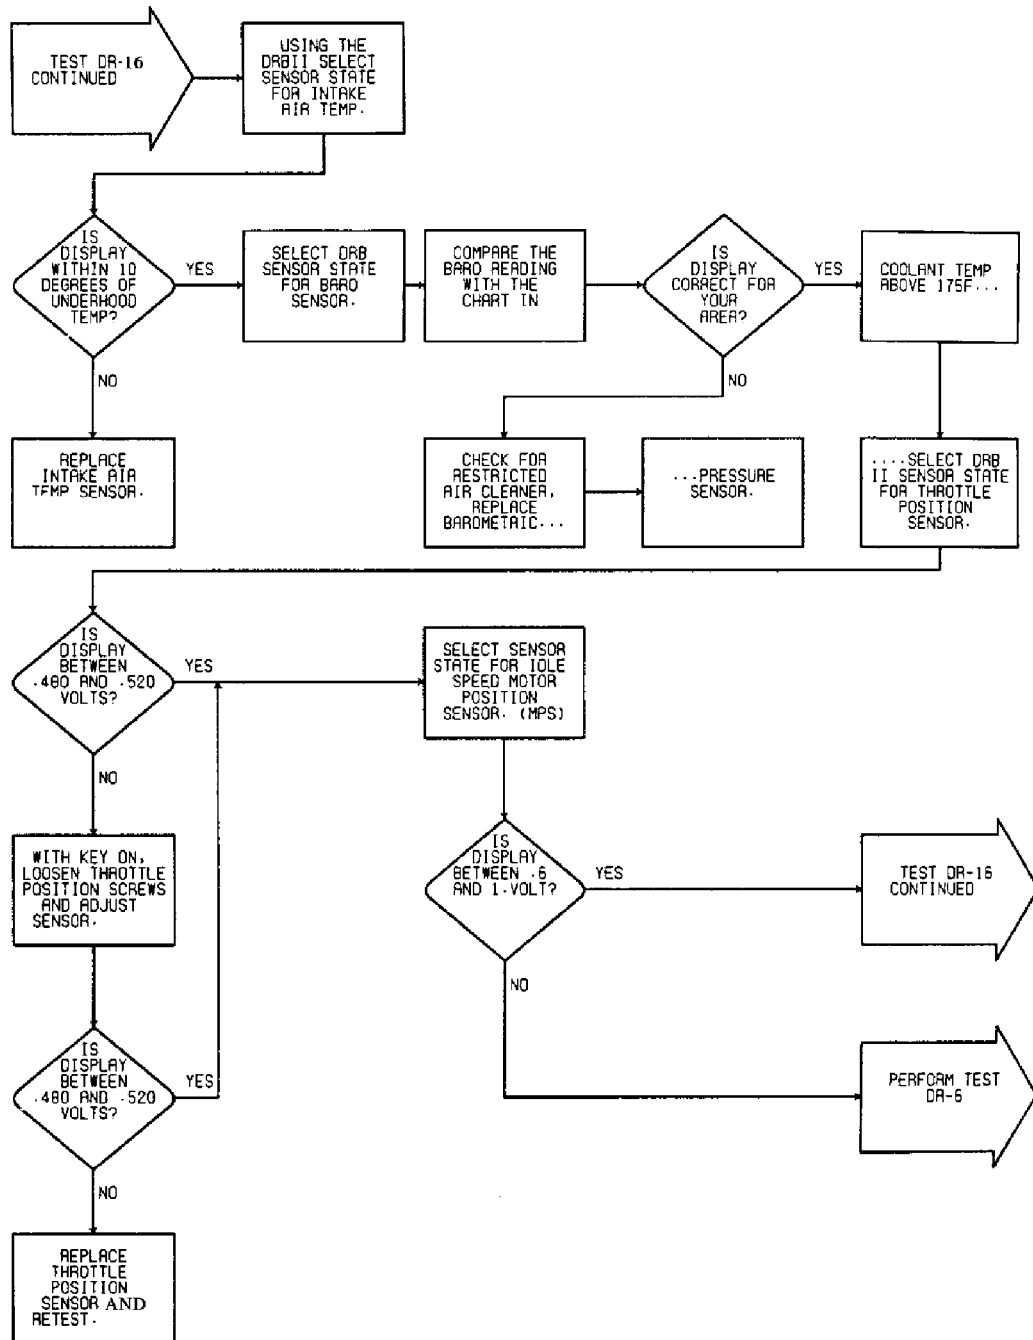 TEST DR-16
CONTINUED
USING THE
DRBII SELECT
SENSOR STATE
FOR INTAKE
AIR TEMP.
IS
DISPLAY
WITHIN 10
DEGREES OF
UNDERHOOD
TEMP?
YES
NO
SELECT DRB
SENSOR STATE
FOR BARO
SENSOR.
COMPARE THE
BARO READING
WITH THE
CHART IN
IS
DISPLAY
CORRECT FOR
YOUR
AREA?
YES
NO
COOLANT TEMP
ABOVE 175F...
REPLACE
INTAKE AIR
TEMP SENSOR.
CHECK FOR
RESTRICTED
AIR CLEANER,
REPLACE
BAROMETRIC...
...PRESSURE
SENSOR.
....SELECT DRB
II SENSOR STATE
FOR THROTTLE
POSITION
SENSOR.
IS
DISPLAY
BETWEEN
.480 AND .520
VOLTS?
YES
NO
SELECT SENSOR
STATE FOR IDLE
SPEED MOTOR
POSITION
SENSOR. (MPS)
WITH KEY ON,
LOOSEN THROTTLE
POSITION SCREWS
AND ADJUST
SENSOR.
IS
DISPLAY
BETWEEN .6
AND 1.VOLT?
YES
NO
TEST DR-16
CONTINUED
IS
DISPLAY
BETWEEN
.480 AND .520
VOLTS?
YES
NO
PERFORM TEST
DR-6
REPLACE
THROTTLE
POSITION
SENSOR AND
RETEST.